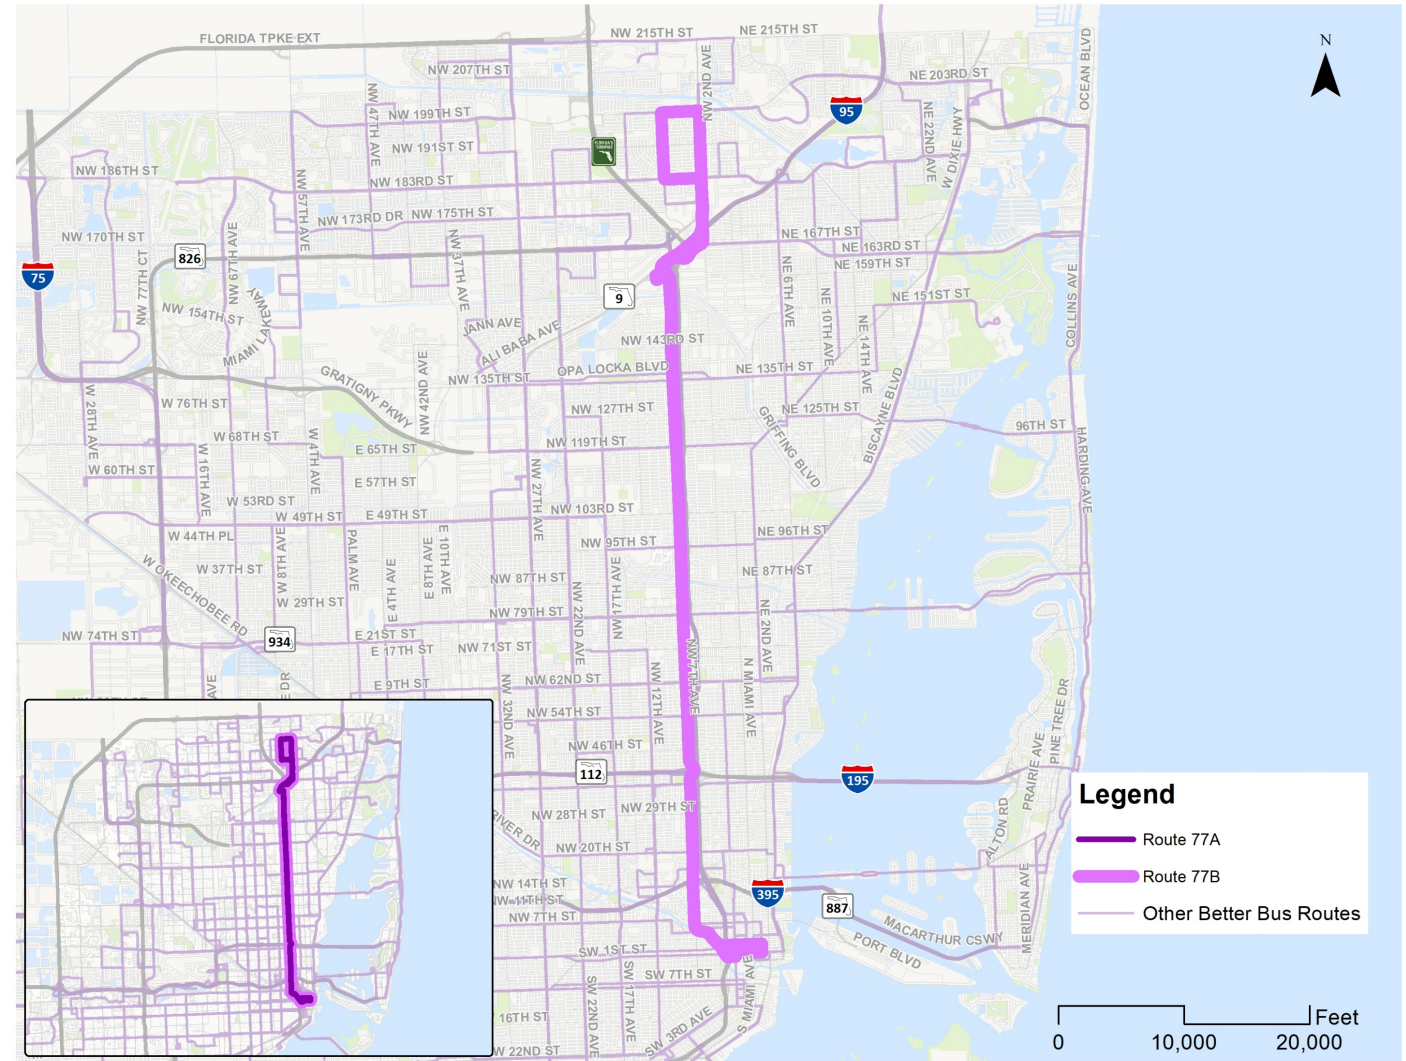 FLORIDA TPKE EXT
NW 215TH ST
NE 215TH ST
OCEAN BLVD
N
NW 207TH ST
NW 2ND AVE
NE 203RD ST
NW 47TH AVE
NW 199TH ST
95
NE 22ND AVE
W DIXIE HWY
NW 191ST ST
NW 186TH ST
NW 183RD ST
NW 57TH AVE
NW 173RD DR
NW 175TH ST
NW 170TH ST
NW 67TH AVE
NW 37TH AVE
NE 167TH ST
NE 163RD ST
NE 159TH ST
826
75
NW 77TH CT
9
NE 6TH AVE
NE 10TH AVE
NE 151ST ST
COLLINS AVE
NW 154TH ST
MIAMI LAKEWAY
JANN AVE
ALI BABA AVE
NW 143RD ST
NE 14TH AVE
GRATIGNY PKWY
NW 42ND AVE
NW 135TH ST
OPA LOCKA BLVD
NE 135TH ST
BISCAYNE BLVD
W 28TH AVE
W 76TH ST
NW 127TH ST
NE 125TH ST
GRIFFING BLVD
96TH ST
HARDING AVE
W 68TH ST
W 4TH AVE
E 65TH ST
NW 119TH ST
W 60TH ST
W 16TH AVE
E 57TH ST
NW 27TH AVE
W 53RD ST
W 49TH ST
E 49TH ST
NW 103RD ST
W 44TH PL
W 8TH AVE
PALM AVE
E 4TH AVE
E 8TH AVE
E 10TH AVE
NW 95TH ST
NE 96TH ST
W OKEECHOBEE RD
W 37TH ST
NW 87TH ST
NW 22ND AVE
NW 17TH AVE
NE 87TH ST
W 29TH ST
NW 79TH ST
NE 2ND AVE
NW 74TH ST
934
E 21ST ST
E 17TH ST
NW 71ST ST
NW 7TH AVE
N MIAMI AVE
E 9TH ST
NW 62ND ST
NW 12TH AVE
NW 32ND AVE
NW 54TH ST
NW 46TH ST
PINE TREE DR
PRAIRIE AVE
112
195
NW 28TH ST
NW 29TH ST
RIVER DR
NW 20TH ST
ALTON RD
NW 14TH ST
NW 11TH ST
NW 7TH ST
395
887
MERIDIAN AVE
MACARTHUR CSWY
PORT BLVD
SW 1ST ST
SW 7TH ST
SW 22ND AVE
SW 17TH AVE
S MIAMI AVE
16TH ST
SW 3RD AVE
W 22ND ST
AVE
E DR
Legend
Route 77A
Route 77B
Other Better Bus Routes
Feet
0
10,000
20,000